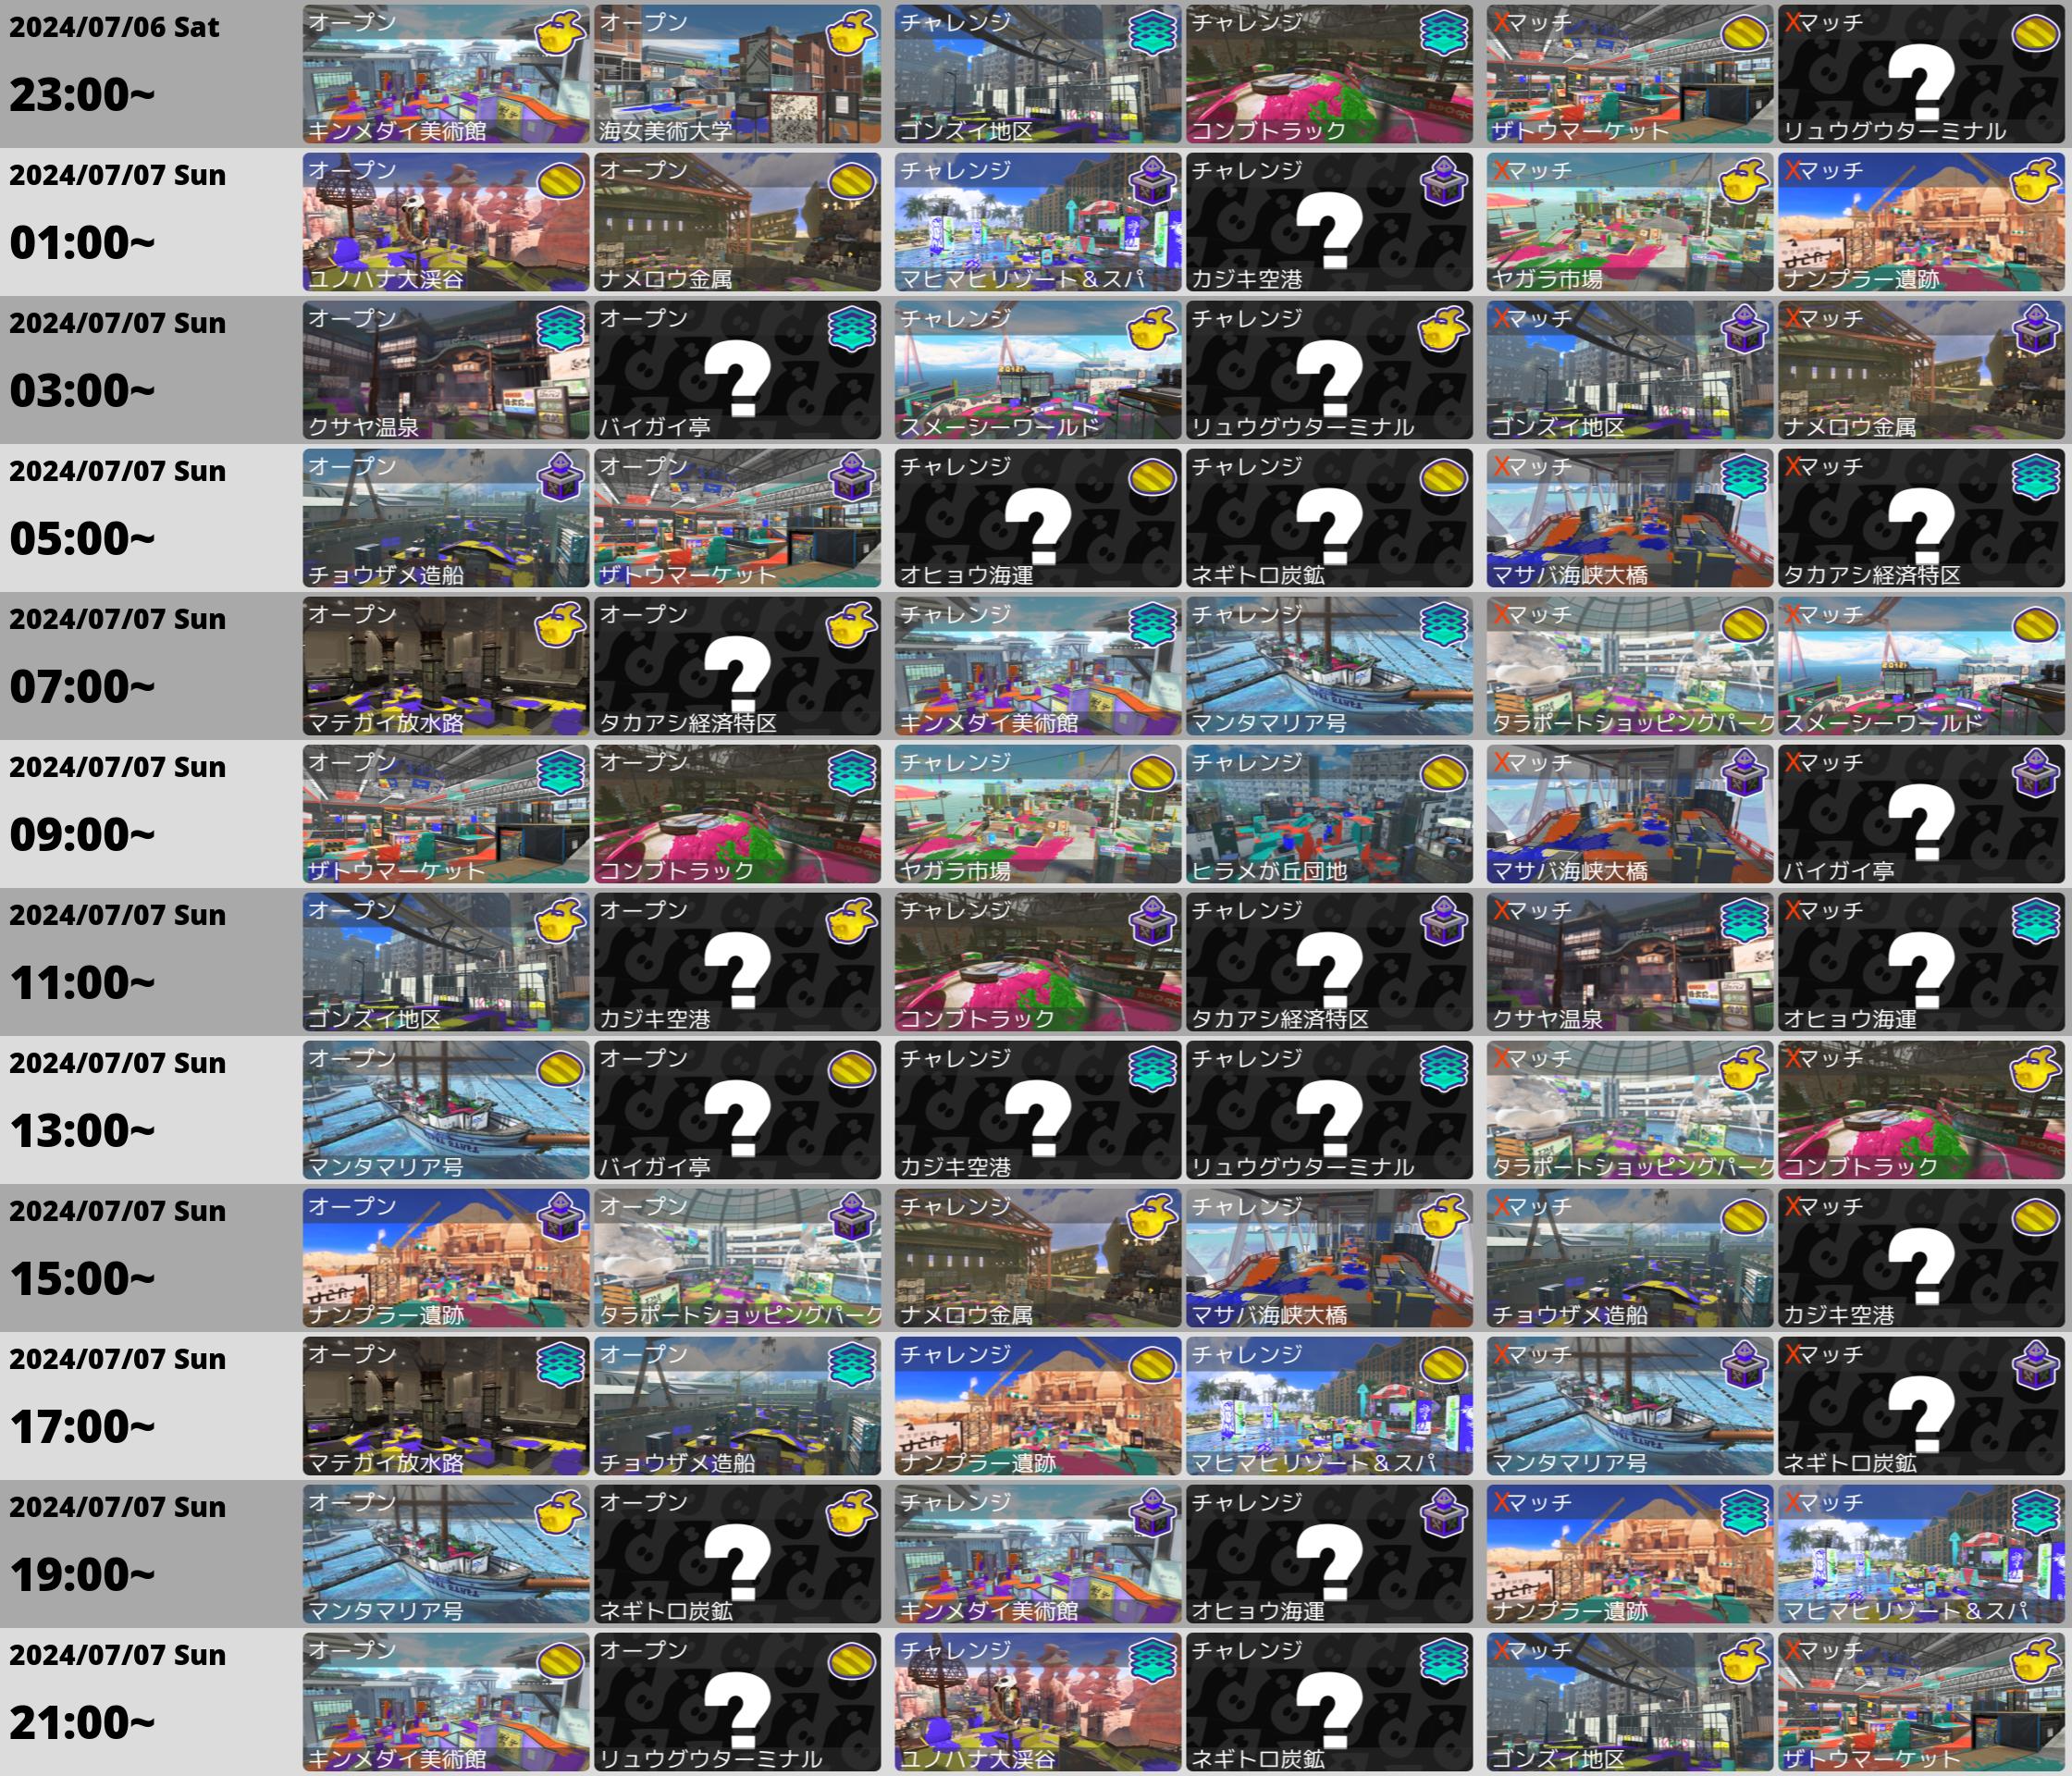 2024/07/06 Sat
23:00~
オープン
キンメダイ美術館
オープン
海女美術大学
チャレンジ
ゴンズイ地区
チャレンジ
コンブトラック
Xマッチ
ザトウマーケット
Xマッチ
?
リュウグウターミナル
2024/07/07 Sun
01:00~
オープン
ユノハナ大渓谷
オープン
ナメロウ金属
チャレンジ
マヒマヒリゾート&スパ
チャレンジ
?
カジキ空港
Xマッチ
ヤガラ市場
Xマッチ
ナンプラー遺跡
2024/07/07 Sun
03:00~
オープン
クサヤ温泉
オープン
?
バイガイ亭
チャレンジ
スメーシーワールド
チャレンジ
?
リュウグウターミナル
Xマッチ
ゴンズイ地区
Xマッチ
ナメロウ金属
2024/07/07 Sun
05:00~
オープン
チョウザメ造船
オープン
ザトウマーケット
チャレンジ
?
オヒョウ海運
チャレンジ
?
ネギトロ炭鉱
Xマッチ
マサバ海峡大橋
Xマッチ
?
タカアシ経済特区
2024/07/07 Sun
07:00~
オープン
マテガイ放水路
オープン
?
タカアシ経済特区
チャレンジ
キンメダイ美術館
チャレンジ
マンタマリア号
Xマッチ
タラポートショッピングパーク
Xマッチ
スメーシーワールド
2024/07/07 Sun
09:00~
オープン
ザトウマーケット
オープン
コンブトラック
チャレンジ
ヤガラ市場
チャレンジ
ヒラメが丘団地
Xマッチ
マサバ海峡大橋
Xマッチ
?
バイガイ亭
2024/07/07 Sun
11:00~
オープン
ゴンズイ地区
オープン
?
カジキ空港
チャレンジ
コンブトラック
チャレンジ
?
タカアシ経済特区
Xマッチ
クサヤ温泉
Xマッチ
?
オヒョウ海運
2024/07/07 Sun
13:00~
オープン
マンタマリア号
オープン
?
バイガイ亭
チャレンジ
?
カジキ空港
チャレンジ
?
リュウグウターミナル
Xマッチ
タラポートショッピングパーク
Xマッチ
コンブトラック
2024/07/07 Sun
15:00~
オープン
ナンプラー遺跡
オープン
タラポートショッピングパーク
チャレンジ
ナメロウ金属
チャレンジ
マサバ海峡大橋
Xマッチ
チョウザメ造船
Xマッチ
?
カジキ空港
2024/07/07 Sun
17:00~
オープン
マテガイ放水路
オープン
チョウザメ造船
チャレンジ
ナンプラー遺跡
チャレンジ
マヒマヒリゾート&スパ
Xマッチ
マンタマリア号
Xマッチ
?
ネギトロ炭鉱
2024/07/07 Sun
19:00~
オープン
マンタマリア号
オープン
?
ネギトロ炭鉱
チャレンジ
キンメダイ美術館
チャレンジ
?
オヒョウ海運
Xマッチ
ナンプラー遺跡
Xマッチ
マヒマヒリゾート&スパ
2024/07/07 Sun
21:00~
オープン
キンメダイ美術館
オープン
?
リュウグウターミナル
チャレンジ
ユノハナ大渓谷
チャレンジ
?
ネギトロ炭鉱
Xマッチ
ゴンズイ地区
Xマッチ
ザトウマーケット